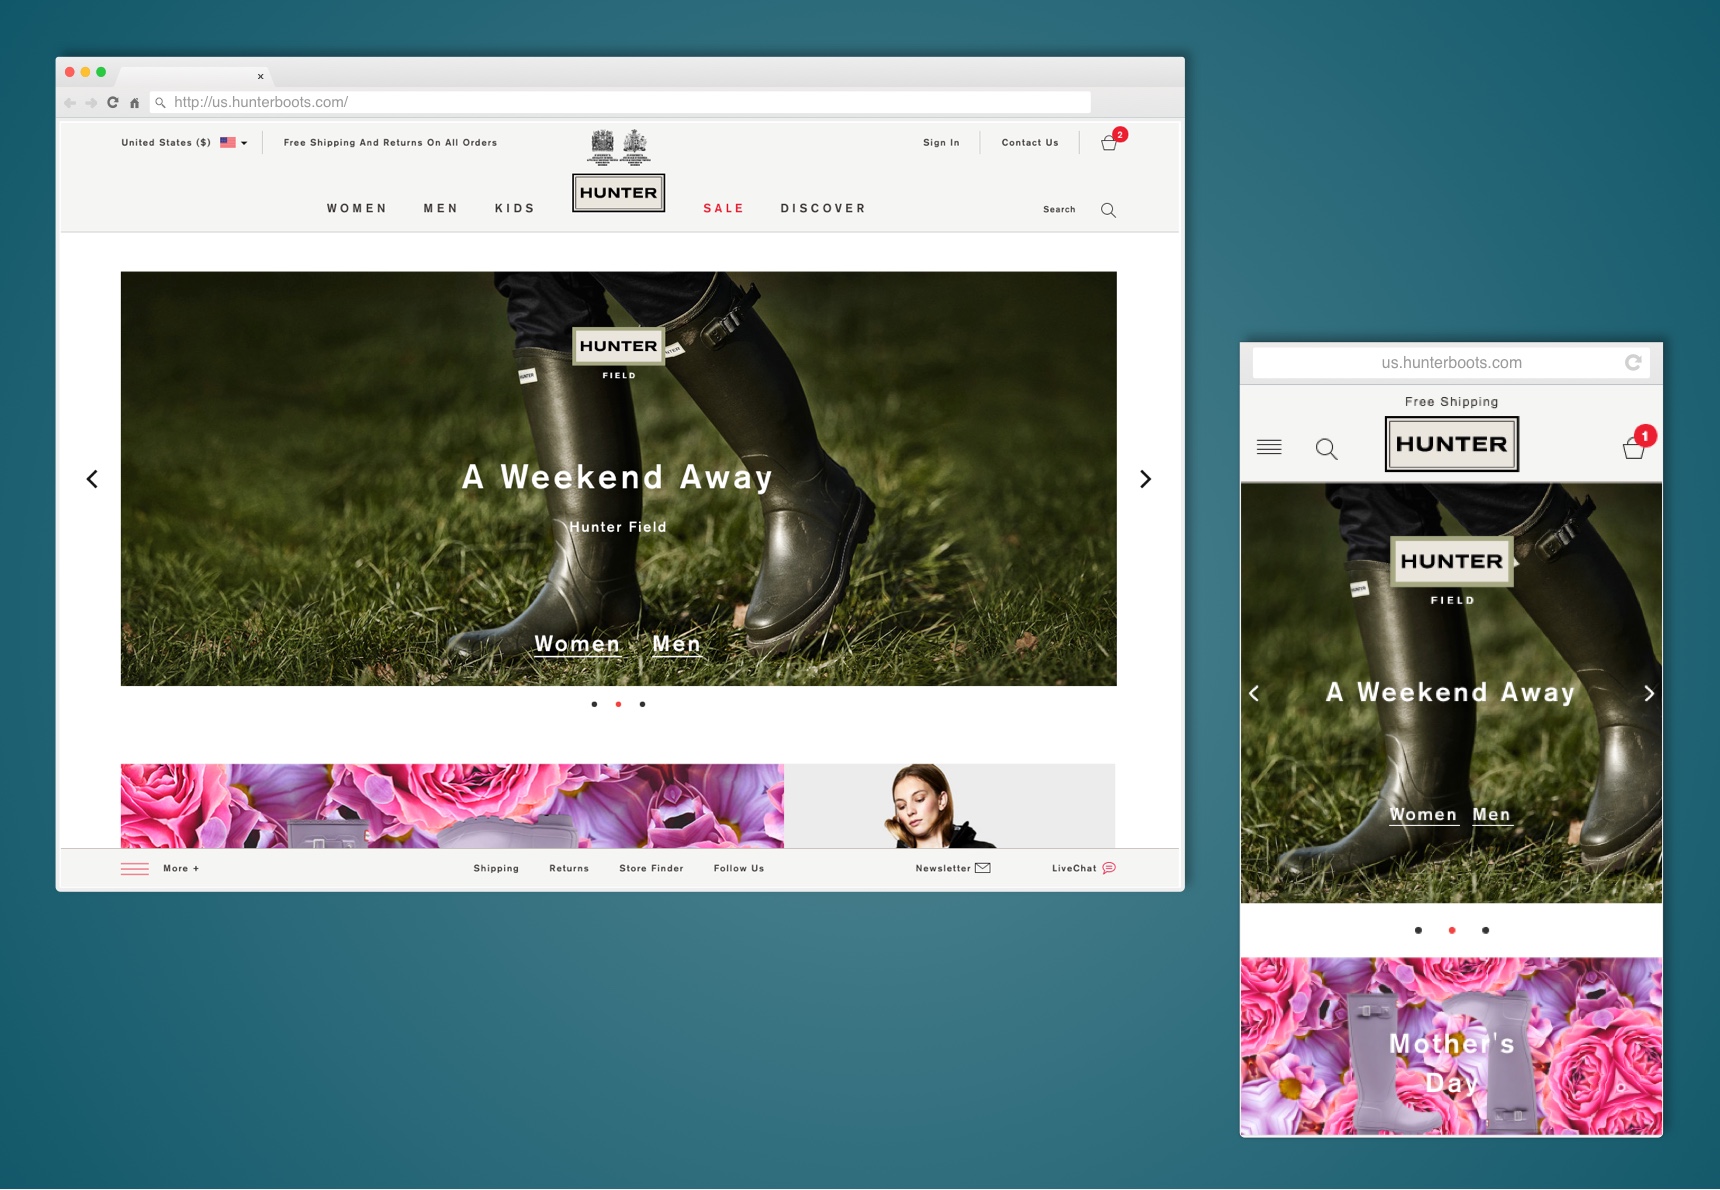 x
http://us.hunterboots.com/
United States ($)
Free Shipping And Returns On All Orders
Sign In
Contact Us
2
WOMEN
MEN
KIDS
HUNTER
SALE
DISCOVER
Search
HUNTER
FIELD
HUNTER
A Weekend Away
Hunter Field
Women
Men
More +
Shipping
Returns
Store Finder
Follow Us
Newsletter
LiveChat
us.hunterboots.com
Free Shipping
HUNTER
1
HUNTER
FIELD
HUNTER
A Weekend Away
Women
Men
Mother's
Day